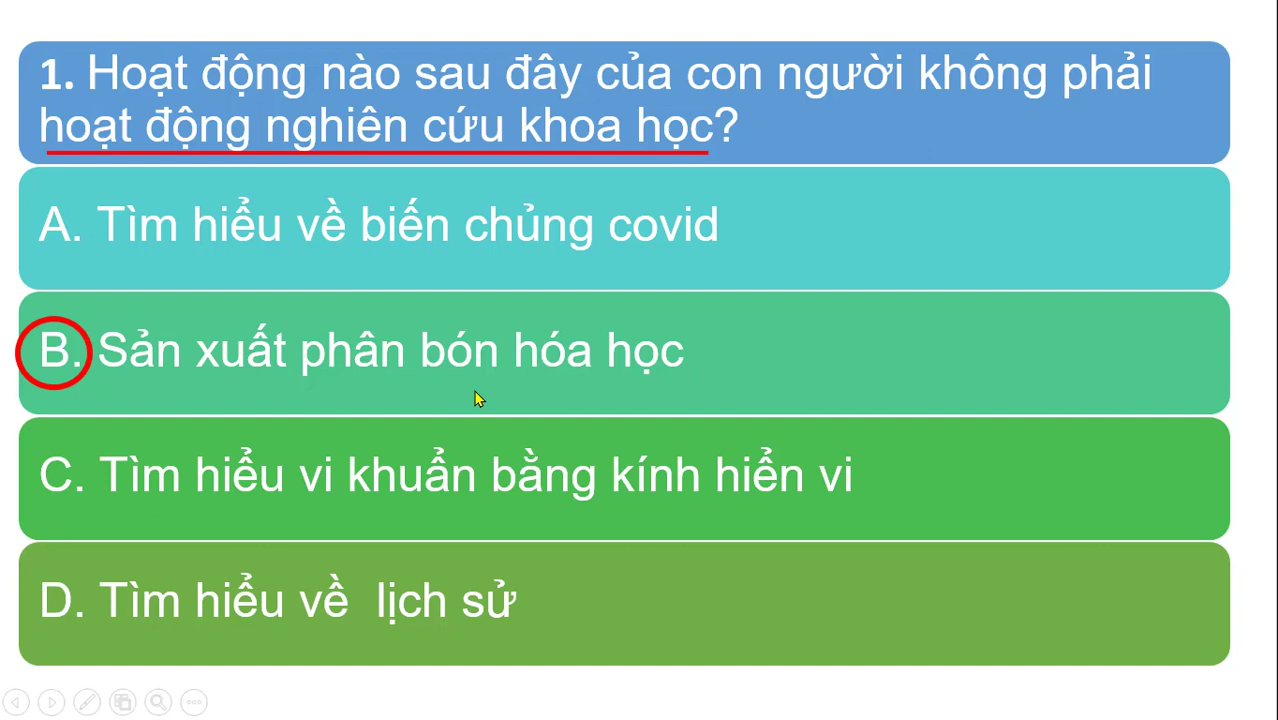 1. Hoạt động nào sau đây của con người không phải
hoạt động nghiên cứu khoa học?
A. Tìm hiểu về biến chủng covid
B. Sản xuất phân bón hóa học
C. Tìm hiểu vi khuẩn bằng kính hiển vi
D. Tìm hiểu về  lịch sử